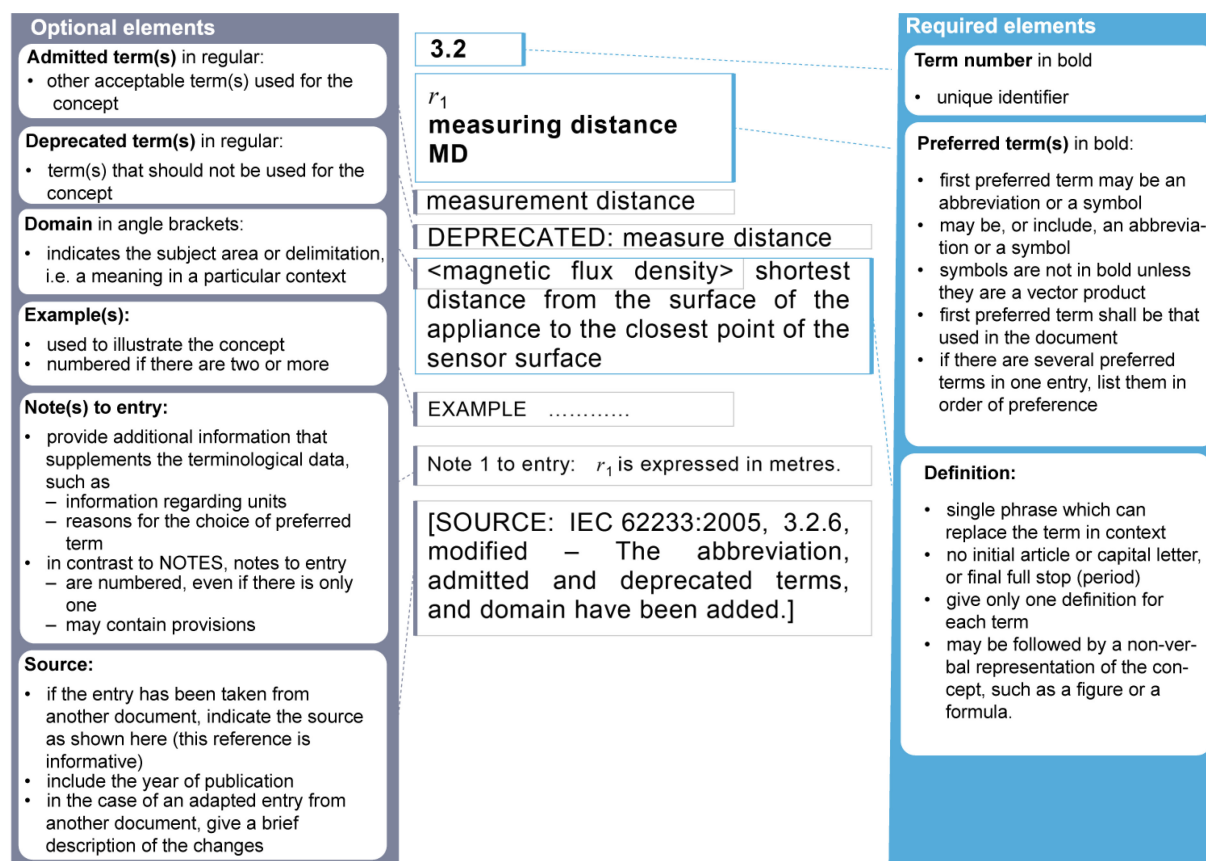 Optional elements
Admitted term(s) in regular:
• other acceptable term(s) used for the
concept
Deprecated term(s) in regular:
• term(s) that should not be used for the
concept
Domain in angle brackets:
• indicates the subject area or delimitation,
i.e. a meaning in a particular context
Example(s):
• used to illustrate the concept
• numbered if there are two or more
Note(s) to entry:
• provide additional information that
supplements the terminological data,
such as
– information regarding units
– reasons for the choice of preferred
term
• in contrast to NOTES, notes to entry
– are numbered, even if there is only
one
– may contain provisions
Source:
• if the entry has been taken from
another document, indicate the source
as shown here (this reference is
informative)
• include the year of publication
• in the case of an adapted entry from
another document, give a brief
description of the changes
3.2
r1
measuring distance
MD
measurement distance
DEPRECATED: measure distance
<magnetic flux density> shortest
distance from the surface of the
appliance to the closest point of the
sensor surface
EXAMPLE …………
Note 1 to entry: r1 is expressed in metres.
[SOURCE: IEC 62233:2005, 3.2.6,
modified – The abbreviation,
admitted and deprecated terms,
and domain have been added.]
Required elements
Term number in bold
• unique identifier
Preferred term(s) in bold:
• first preferred term may be an
abbreviation or a symbol
• may be, or include, an abbrevia-
tion or a symbol
• symbols are not in bold unless
they are a vector product
• first preferred term shall be that
used in the document
• if there are several preferred
terms in one entry, list them in
order of preference
Definition:
• single phrase which can
replace the term in context
• no initial article or capital letter,
or final full stop (period)
• give only one definition for
each term
• may be followed by a non-ver-
bal representation of the con-
cept, such as a figure or a
formula.